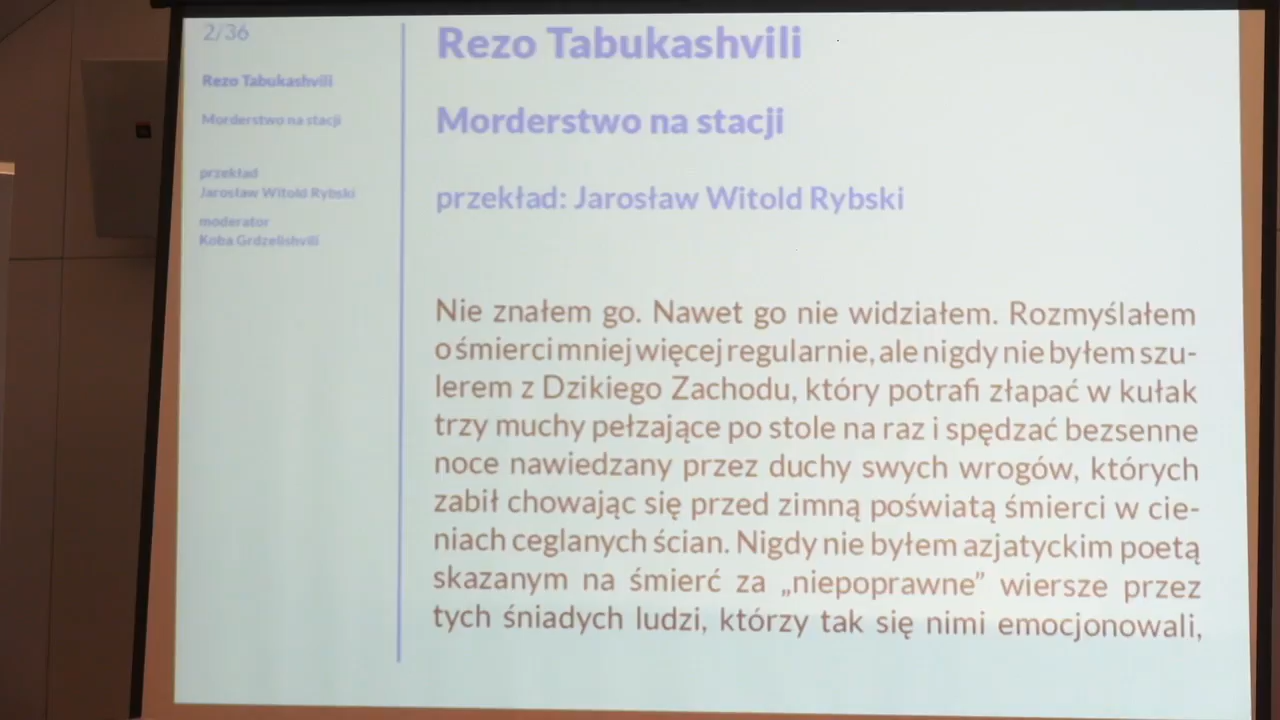 2/36
Rezo Tabukashvili
Morderstwo na stacji
przekład
Jarosław Witold Rybski
moderator
Koba Grdzelishvili
Rezo Tabukashvili
Morderstwo na stacji
przekład: Jarosław Witold Rybski
Nie znałem go. Nawet go nie widziałem. Rozmyślałem
o śmierci mniej więcej regularnie, ale nigdy nie byłem szu-
lerem z Dzikiego Zachodu, który potrafi złapać w kułak
trzy muchy pełzające po stole na raz i spędzać bezsenne
noce nawiedzany przez duchy swych wrogów, których
zabił chowając się przed zimną poświatą śmierci w cie-
niach ceglanych ścian. Nigdy nie byłem azjatyckim poetą
skazanym na śmierć za „niepoprawne” wiersze przez
tych śniadych ludzi, którzy tak się nimi emocjonowali,